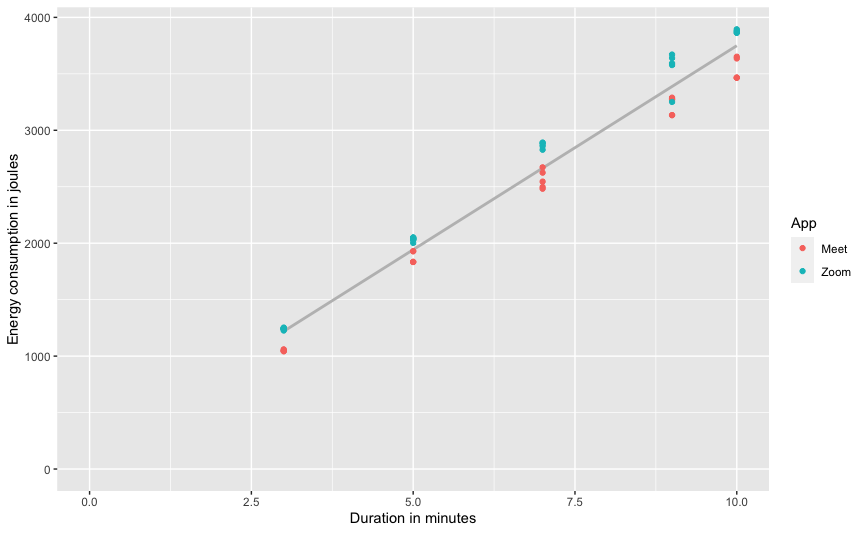 4000
3000
2000
1000
0
Energy consumption in joules
0.0 2.5 5.0 7.5 10.0
Duration in minutes
App
Meet
Zoom